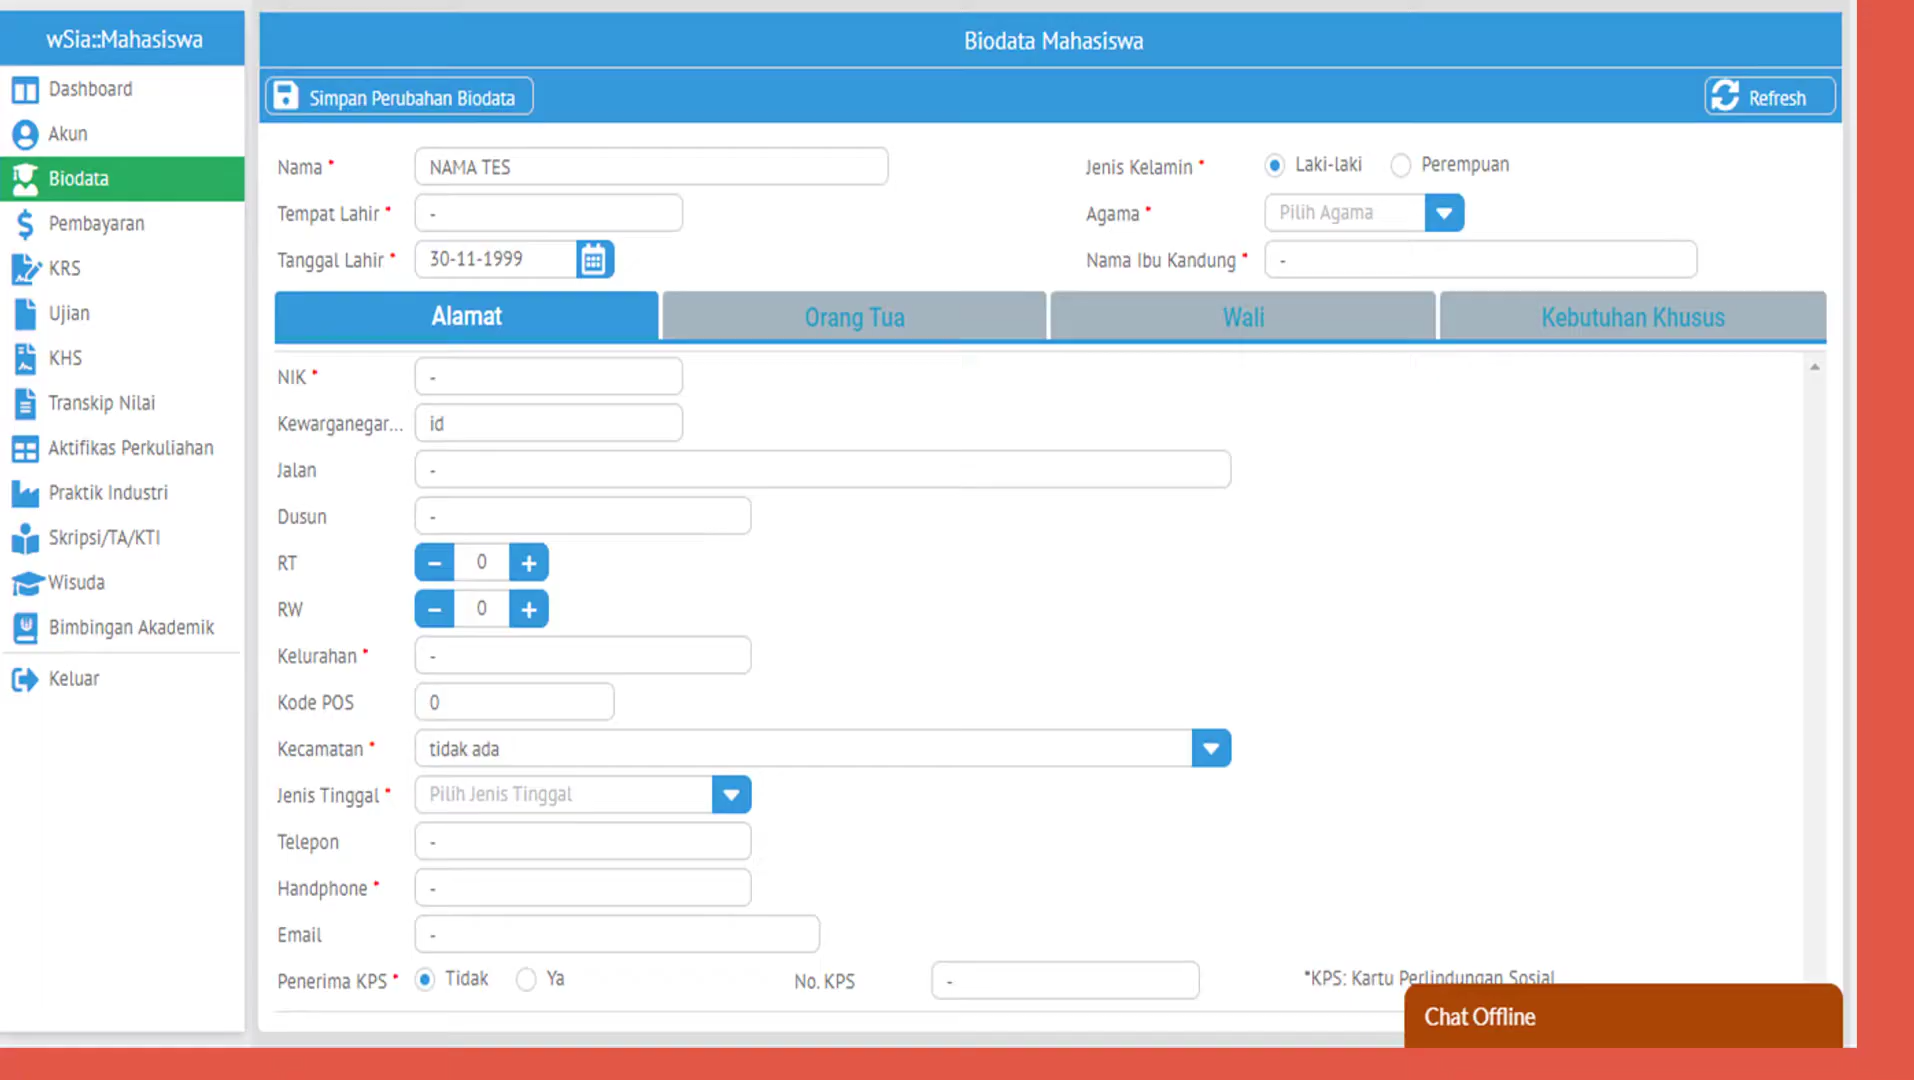 wSia::Mahasiswa
Dashboard
Akun
Biodata
Pembayaran
KRS
Ujian
KHS
Transkip Nilai
Aktifikas Perkuliahan
Praktik Industri
Skripsi/TA/KTI
Wisuda
Bimbingan Akademik
Keluar
Biodata Mahasiswa
Simpan Perubahan Biodata
Refresh
Nama * NAMA TES
Jenis Kelamin * Laki-laki Perempuan
Tempat Lahir * -
Agama * Pilih Agama
Tanggal Lahir * 30-11-1999
Nama Ibu Kandung * -
Alamat Orang Tua Wali Kebutuhan Khusus
NIK * -
Kewarganegar... id
Jalan -
Dusun -
RT - 0 +
RW - 0 +
Kelurahan * -
Kode POS 0
Kecamatan * tidak ada
Jenis Tinggal * Pilih Jenis Tinggal
Telepon -
Handphone * -
Email -
Penerima KPS * Tidak Ya No. KPS - *KPS: Kartu Perlindungan Sosial
Chat Offline